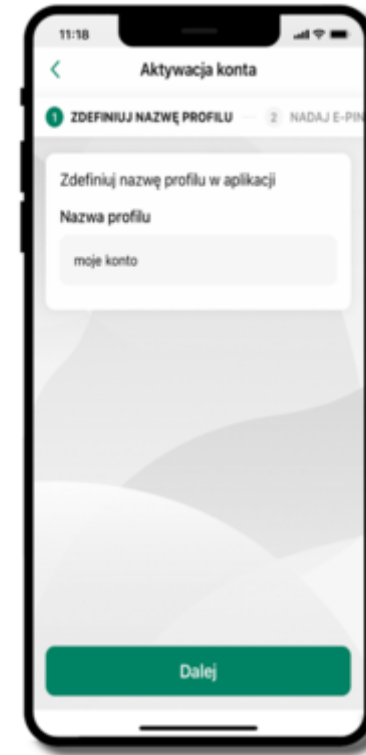 11:18
Aktywacja konta
1 ZDEFINIUJ NAZWĘ PROFILU 2 NADAJ E-PIN
Zdefiniuj nazwę profilu w aplikacji
Nazwa profilu
moje konto
Dalej